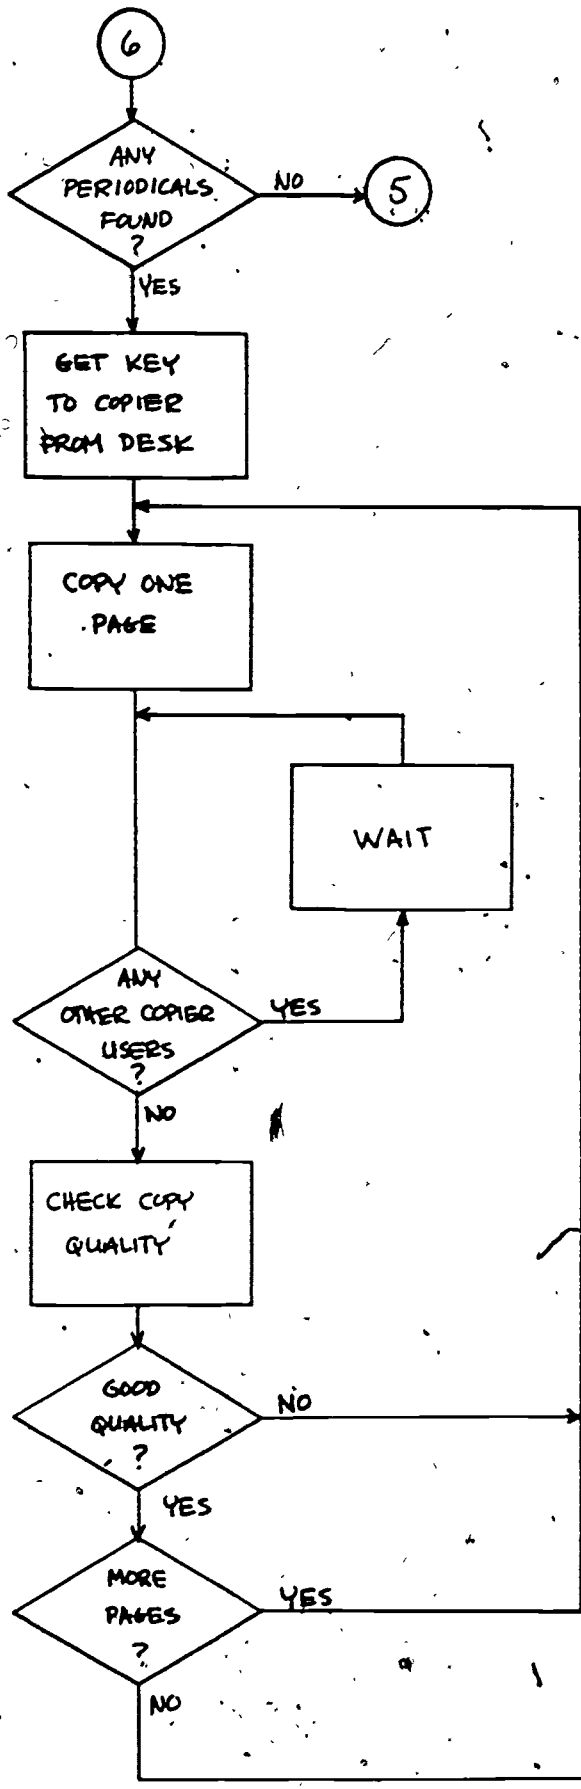 6
ANY
PERIODICALS
FOUND
?
NO
5
YES
GET KEY
TO COPIER
FROM DESK
COPY ONE
PAGE
WAIT
ANY
OTHER COPIER
USERS
?
YES
NO
CHECK COPY
QUALITY
GOOD
QUALITY
?
NO
YES
MORE
PAGES
?
YES
NO